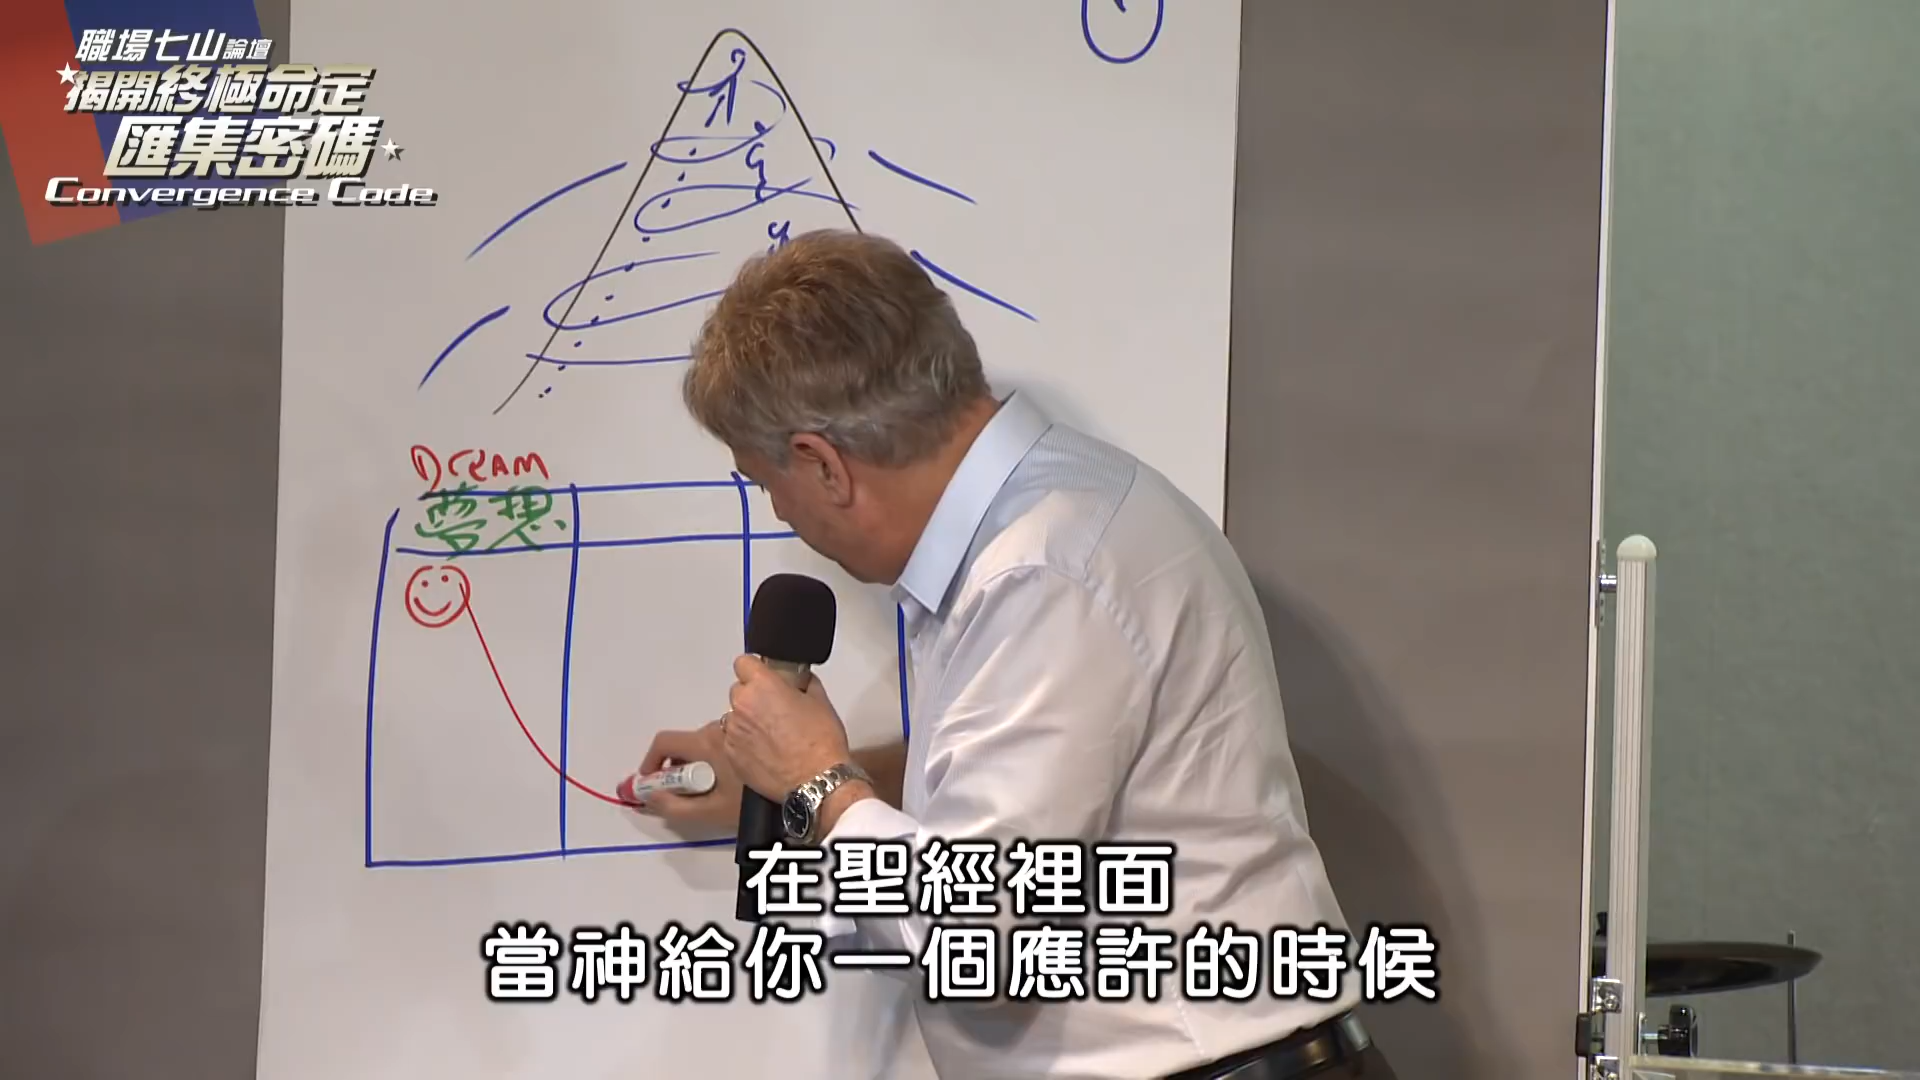 職場七山論壇
揭開終極命定
匯集密碼
Convergence Code
DREAM
夢想
在聖經裡面
當神給你一個應許的時候